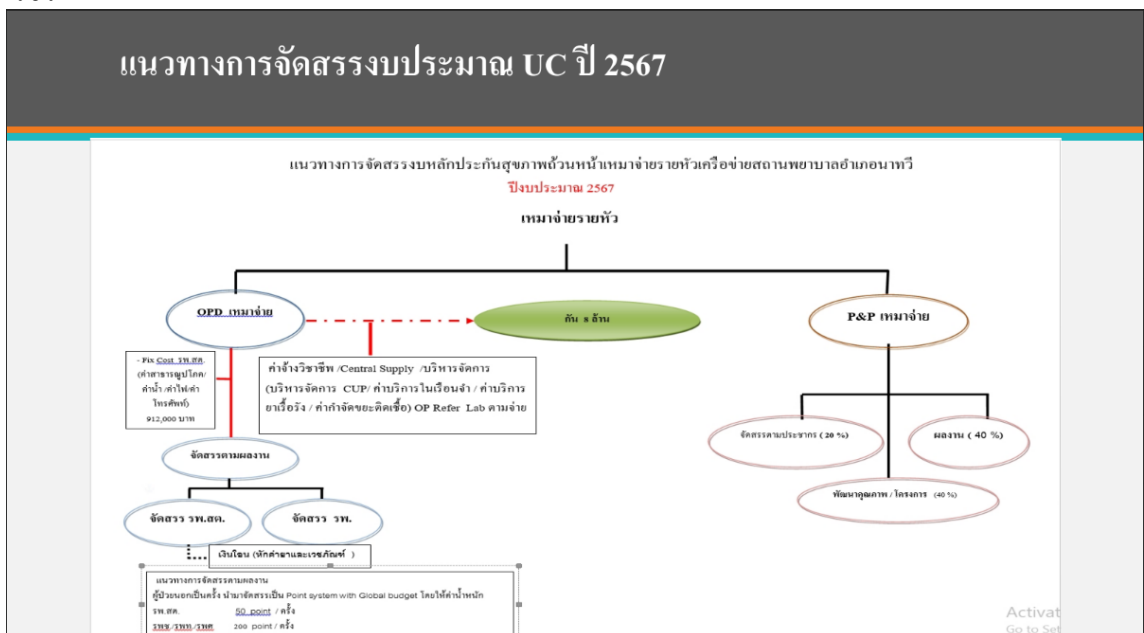 แนวทางการจัดสรรงบประมาณ UC ปี 2567
แนวทางการจัดสรรงบหลักประกันสุขภาพถ้วนหน้าเหมาจ่ายรายหัวเครือข่ายสถานพยาบาลอำเภอนาทวี
ปีงบประมาณ 2567
เหมาจ่ายรายหัว
OPD เหมาจ่าย
กัน 8 ล้าน
P&P เหมาจ่าย
- Fix Cost รพ.สต.
(ค่าสาธารณูปโภค/
ค่าน้ำ/ค่าไฟ/ค่า
โทรศัพท์)
912,000 บาท
ค่าจ้างวิชาชีพ /Central Supply /บริหารจัดการ
(บริหารจัดการ CUP/ ค่าบริการในเรือนจำ / ค่าบริการ
ยาเรื้อรัง / ค่ากำจัดขยะติดเชื้อ) OP Refer Lab ตามจ่าย
จัดสรรตามประชากร ( 20 %)
ผลงาน ( 40 %)
จัดสรรตามผลงาน
พัฒนาคุณภาพ / โครงการ (40 %)
จัดสรร รพ.สต.
จัดสรร รพ.
เงินโอน (หักค่ายาและเวชภัณฑ์ )
แนวทางการจัดสรรตามผลงาน
ผู้ป่วยนอกเป็นครั้ง นำมาจัดสรรเป็น Point system with Global budget โดยให้ค่าน้ำหนัก
รพ.สต. 50 point / ครั้ง
รพช./รพท./รพศ 200 point / ครั้ง
Activat
Go to Set